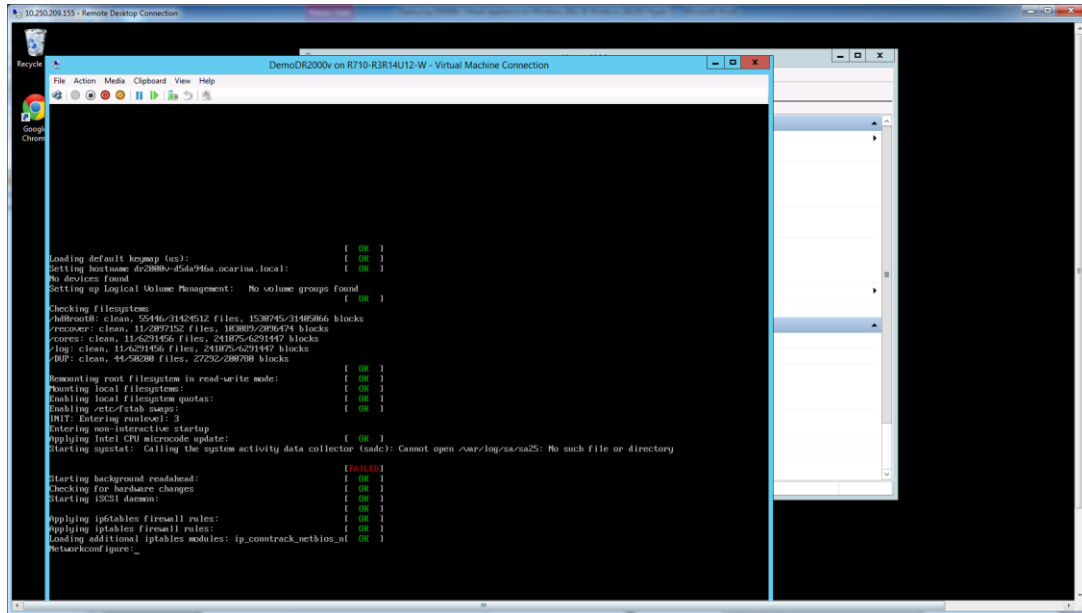 10.250.209.155 - Remote Desktop Connection
Recycle
DemoDR2000v on R710-R3R14U12-W - Virtual Machine Connection
File Action Media Clipboard View Help
Google
Chrom
[ OK ]
Loading default keymap (us): [ OK ]
Setting hostname dr2000v-d5da946a.ocarina.local: [ OK ]
No devices found
Setting up Logical Volume Management: No volume groups found
[ OK ]
Checking filesystems
/hd0root0: clean, 55446/31424512 files, 1530745/31405066 blocks
/recover: clean, 11/2097152 files, 103009/2096474 blocks
/cores: clean, 11/6291456 files, 241075/6291447 blocks
/log: clean, 11/6291456 files, 241075/6291447 blocks
/DUP: clean, 44/50200 files, 27292/200780 blocks
[ OK ]
Remounting root filesystem in read-write mode: [ OK ]
Mounting local filesystems: [ OK ]
Enabling local filesystem quotas: [ OK ]
Enabling /etc/fstab swaps: [ OK ]
INIT: Entering runlevel: 3
Entering non-interactive startup
Applying Intel CPU microcode update: [ OK ]
Starting sysstat: Calling the system activity data collector (sadc): Cannot open /var/log/sa/sa25: No such file or directory
[FAILED]
Starting background readahead: [ OK ]
Checking for hardware changes [ OK ]
Starting iSCSI daemon: [ OK ]
[ OK ]
Applying ip6tables firewall rules: [ OK ]
Applying iptables firewall rules: [ OK ]
Loading additional iptables modules: ip_conntrack_netbios_n[ OK ]
Networkconfigure:_